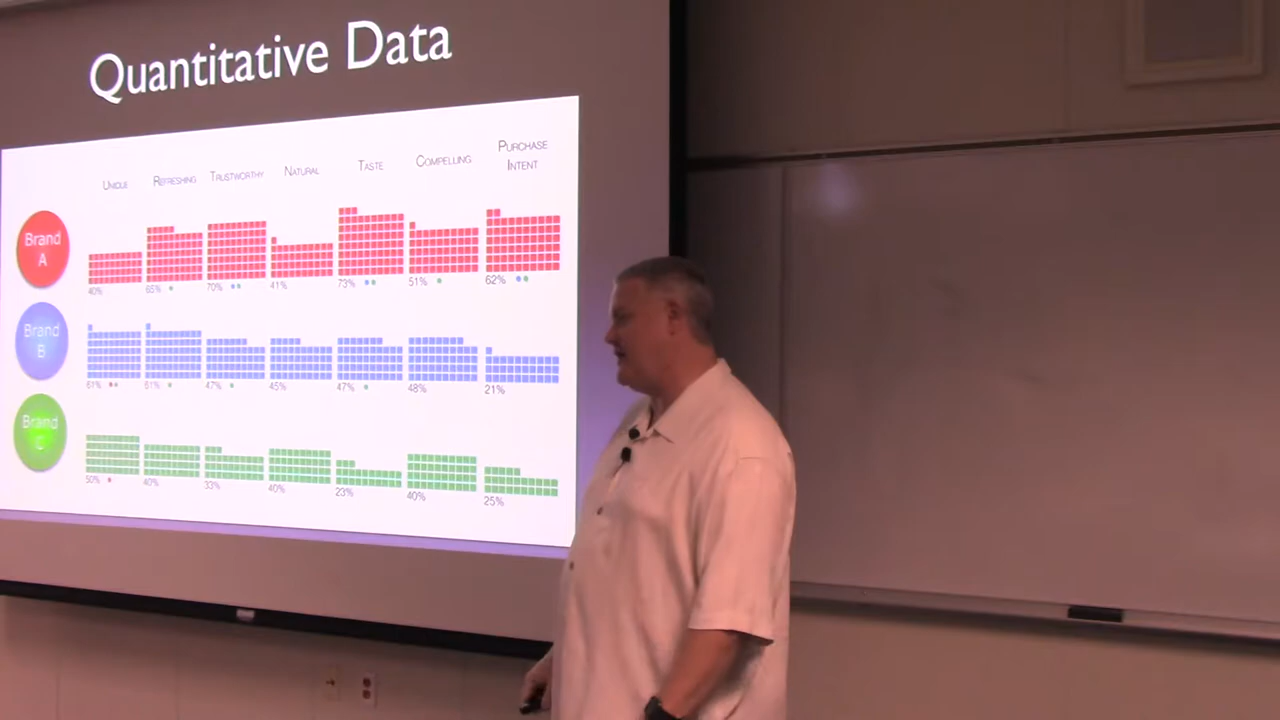 Quantitative Data
UNIQUE REFRESHING TRUSTWORTHY NATURAL TASTE COMPELLING PURCHASE INTENT
Brand A
40% 65% 70% 41% 73% 51% 62%
Brand B
61% 61% 47% 45% 47% 48% 21%
Brand C
50% 40% 33% 40% 23% 40% 25%